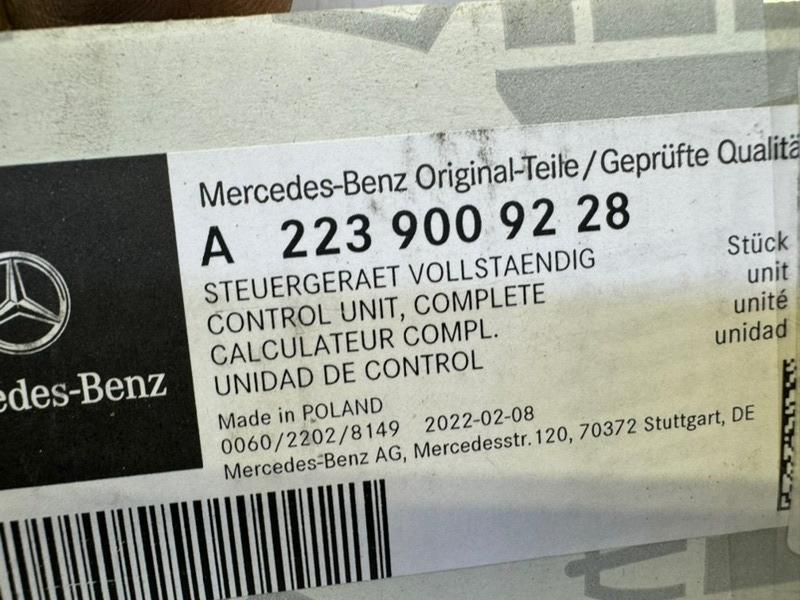 Mercedes-Benz Original-Teile/Geprüfte Qualitä
A 223 900 92 28
STEUERGERAET VOLLSTAENDIG
CONTROL UNIT, COMPLETE
CALCULATEUR COMPL.
UNIDAD DE CONTROL
Stück
unit
unité
unidad
Made in POLAND
0060/2202/8149 2022-02-08
Mercedes-Benz AG, Mercedesstr.120, 70372 Stuttgart, DE
edes-Benz